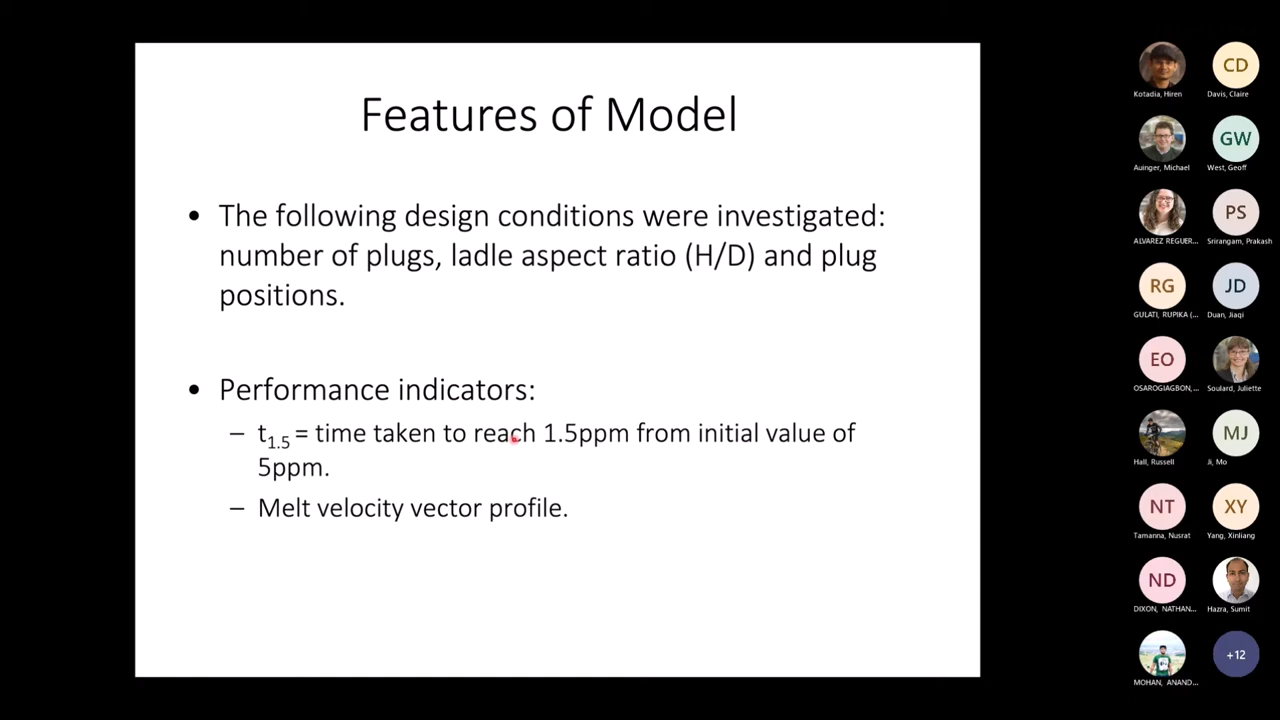 Features of Model
• The following design conditions were investigated:
number of plugs, ladle aspect ratio (H/D) and plug
positions.
• Performance indicators:
– t1.5 = time taken to reach 1.5ppm from initial value of
5ppm.
– Melt velocity vector profile.
CD
Kotadia, Hiren
Davis, Claire
GW
Auinger, Michael
West, Geoff
PS
ALVAREZ REGUER...
Srirangam, Prakash
RG
JD
GULATI, RUPIKA (...
Duan, Jiaqi
EO
OSAROGIAGBON,...
Soulard, Juliette
MJ
Hall, Russell
Ji, Mo
NT
XY
Tamanna, Nusrat
Yang, Xinliang
ND
DIXON, NATHAN...
Hazra, Sumit
+12
MOHAN, ANAND...